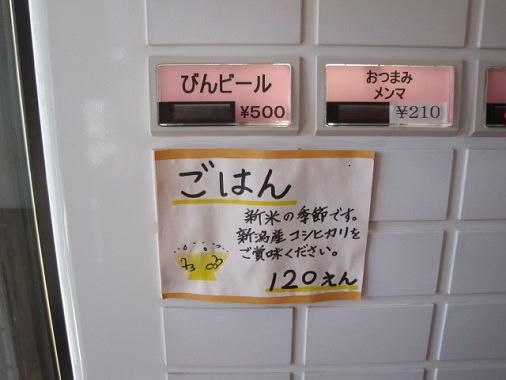 びんビール
¥500
おつまみ
メンマ
¥210
ごはん
新米の季節です。
新潟産コシヒカリを
ご賞味ください。
120えん